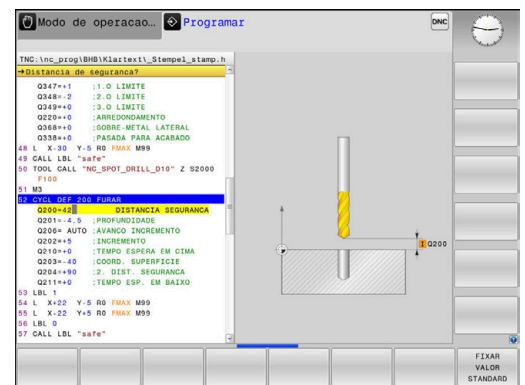 Modo de operacao... Programar
DNC
TNC:\nc_prog\BHB\Klartext\_Stempel_stamp.h
→Distancia de seguranca?
Q347=+1 ;1.O LIMITE
Q348=-2 ;2.O LIMITE
Q349=+0 ;3.O LIMITE
Q220=+0 ;ARREDONDAMENTO
Q368=+0 ;SOBRE-METAL LATERAL
Q338=+0 ;PASADA PARA ACABADO
48 L X-30 Y-5 R0 FMAX M99
49 CALL LBL "safe"
50 TOOL CALL "NC_SPOT_DRILL_D10" Z S2000
F100
51 M3
52 CYCL DEF 200 FURAR
Q200=42 DISTANCIA SEGURANCA
Q201=-4.5 ;PROFUNDIDADE
Q206= AUTO ;AVANCO INCREMENTO
Q202=+5 ;INCREMENTO
Q210=+0 ;TEMPO ESPERA EM CIMA
Q203=-40 ;COORD. SUPERFICIE
Q204=+90 ;2. DIST. SEGURANCA
Q211=+0 ;TEMPO ESP. EM BAIXO
53 LBL 1
54 L X+22 Y-5 R0 FMAX M99
55 L X-22 Y+5 R0 FMAX M99
56 LBL 0
57 CALL LBL "safe"
I Q200
FIXAR
VALOR
STANDARD